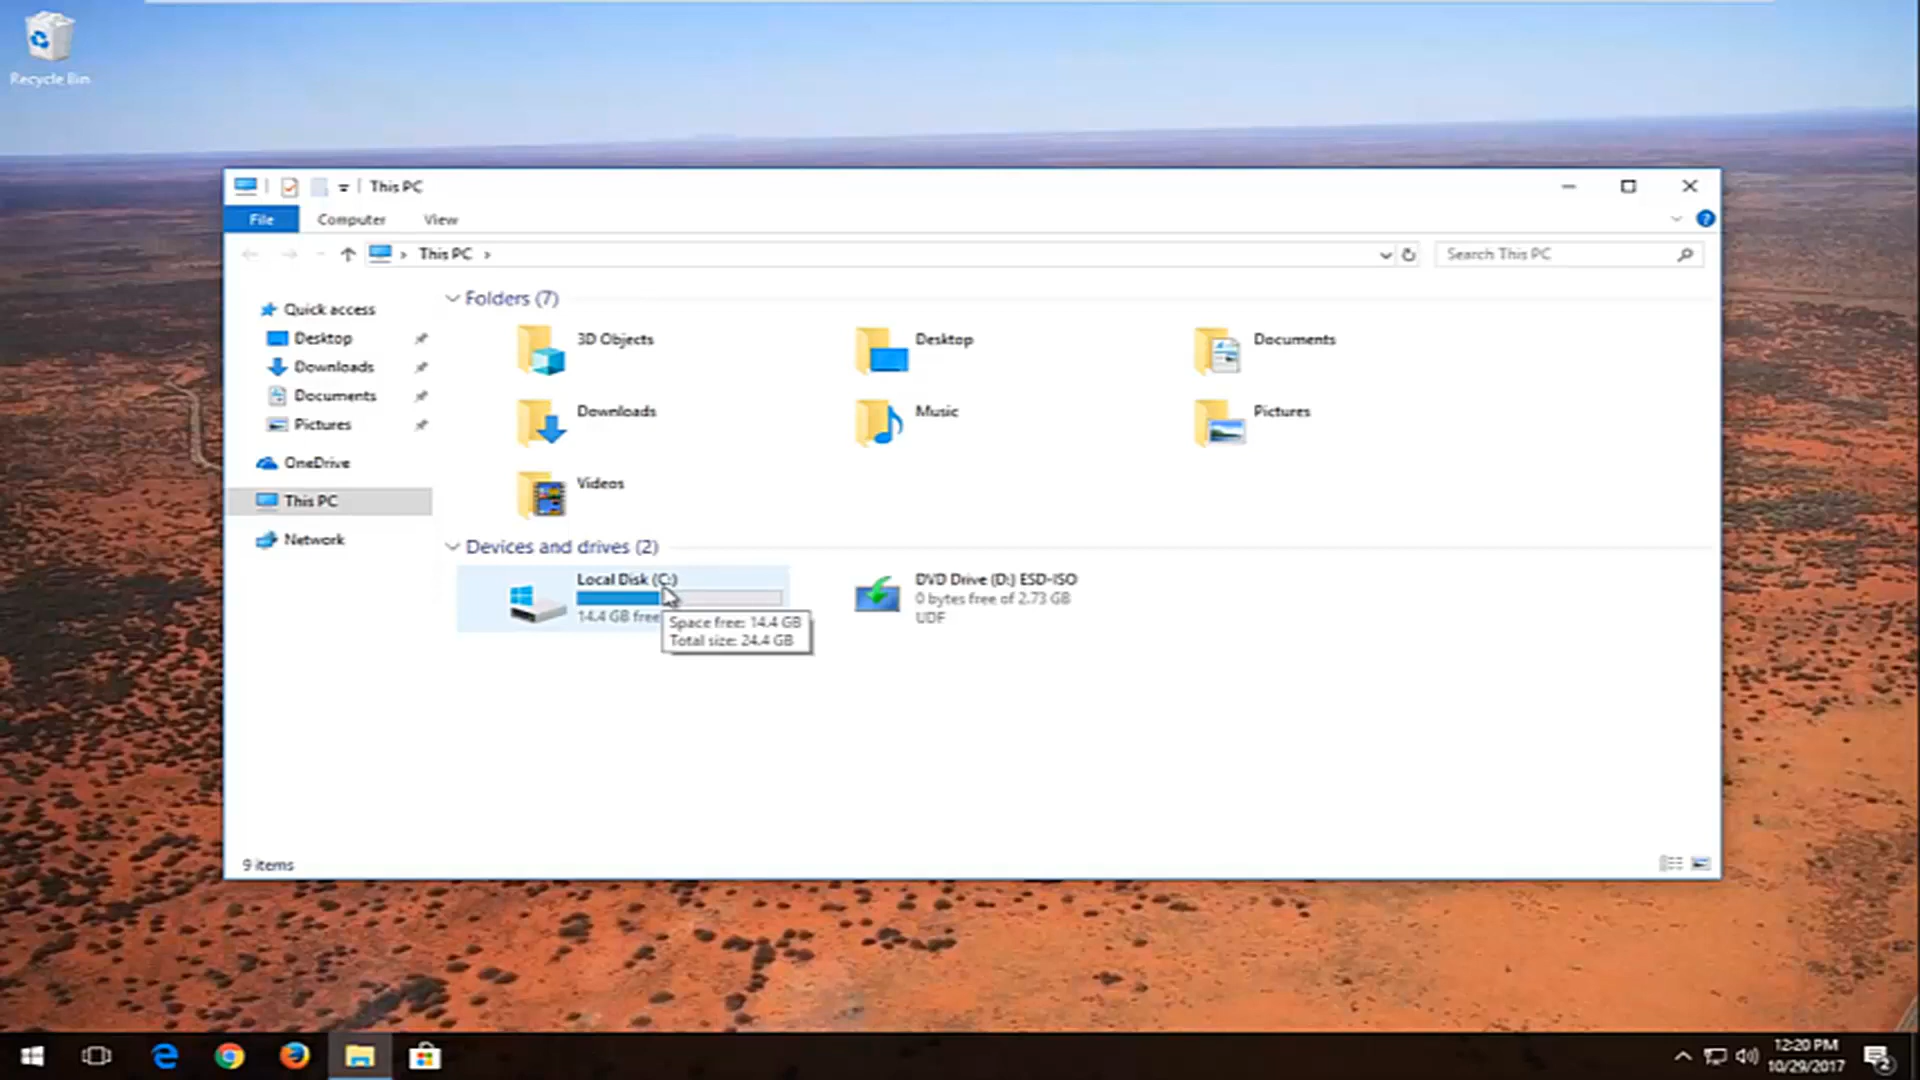 Recycle Bin
This PC
File Computer View
This PC
Search This PC
Quick access
Desktop
Downloads
Documents
Pictures
OneDrive
This PC
Network
Folders (7)
3D Objects
Desktop
Documents
Downloads
Music
Pictures
Videos
Devices and drives (2)
Local Disk (C:)
14.4 GB free
Space free: 14.4 GB
Total size: 24.4 GB
DVD Drive (D:) ESD-ISO
0 bytes free of 2.73 GB
UDF
9 items
12:20 PM
10/29/2017
2